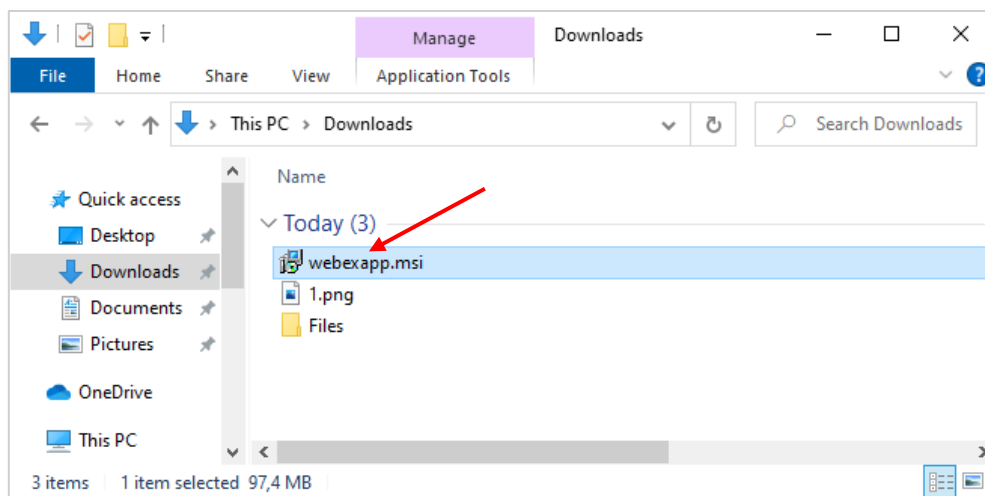 Manage
Downloads
File
Home
Share
View
Application Tools
?
This PC > Downloads
Search Downloads
Name
Quick access
Today (3)
Desktop
Downloads
webexapp.msi
Documents
1.png
Pictures
Files
OneDrive
This PC
3 items
1 item selected 97,4 MB